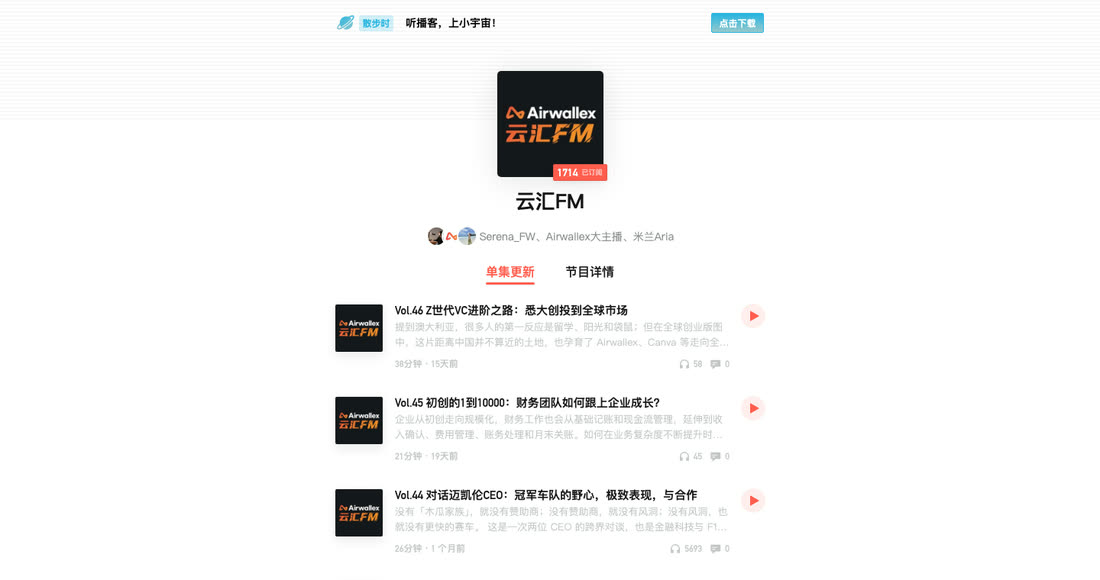 散步时 听播客，上小宇宙！
点击下载
Airwallex
云汇FM
1714 已订阅
云汇FM
Serena_FW、Airwallex大主播、米兰Aria
单集更新 节目详情
Airwallex
云汇FM
Vol.46 Z世代VC进阶之路：悉大创投到全球市场
提到澳大利亚，很多人的第一反应是留学、阳光和袋鼠；但在全球创业版图
中，这片距离中国并不算近的土地，也孕育了 Airwallex、Canva 等走向全...
30分钟 · 15天前
58 0
Airwallex
云汇FM
Vol.45 初创的1到10000：财务团队如何跟上企业成长？
企业从初创走向规模化，财务工作也会从基础记账和现金流管理，延伸到收
入确认、费用管理、账务处理和月末关账。如何在业务复杂度不断提升时...
21分钟 · 19天前
45 0
Airwallex
云汇FM
Vol.44 对话迈凯伦CEO：冠军车队的野心，极致表现，与合作
没有「木瓜家族」，就没有赞助商；没有赞助商，就没有风洞；没有风洞，也
就没有更快的赛车。 这是一次两位 CEO 的跨界对谈，也是金融科技与 F1...
26分钟 · 1 个月前
5693 0